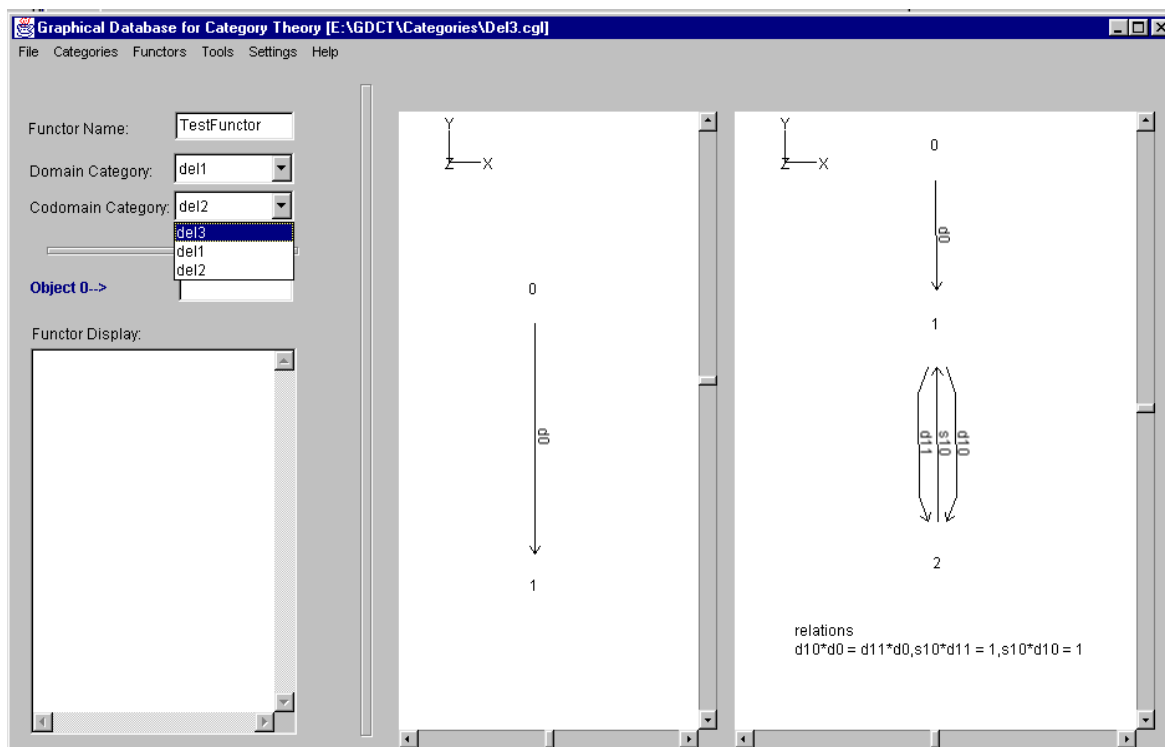 Graphical Database for Category Theory [E:\GDCT\Categories\Del3.cgl]
File Categories Functors Tools Settings Help
Functor Name: TestFunctor
Domain Category: del1
Codomain Category: del2
del3
del1
del2
Object 0-->
Functor Display:
Y
Z X
0
d0
1
Y
Z X
0
d0
1
d11 s10 d10
2
relations
d10*d0 = d11*d0,s10*d11 = 1,s10*d10 = 1